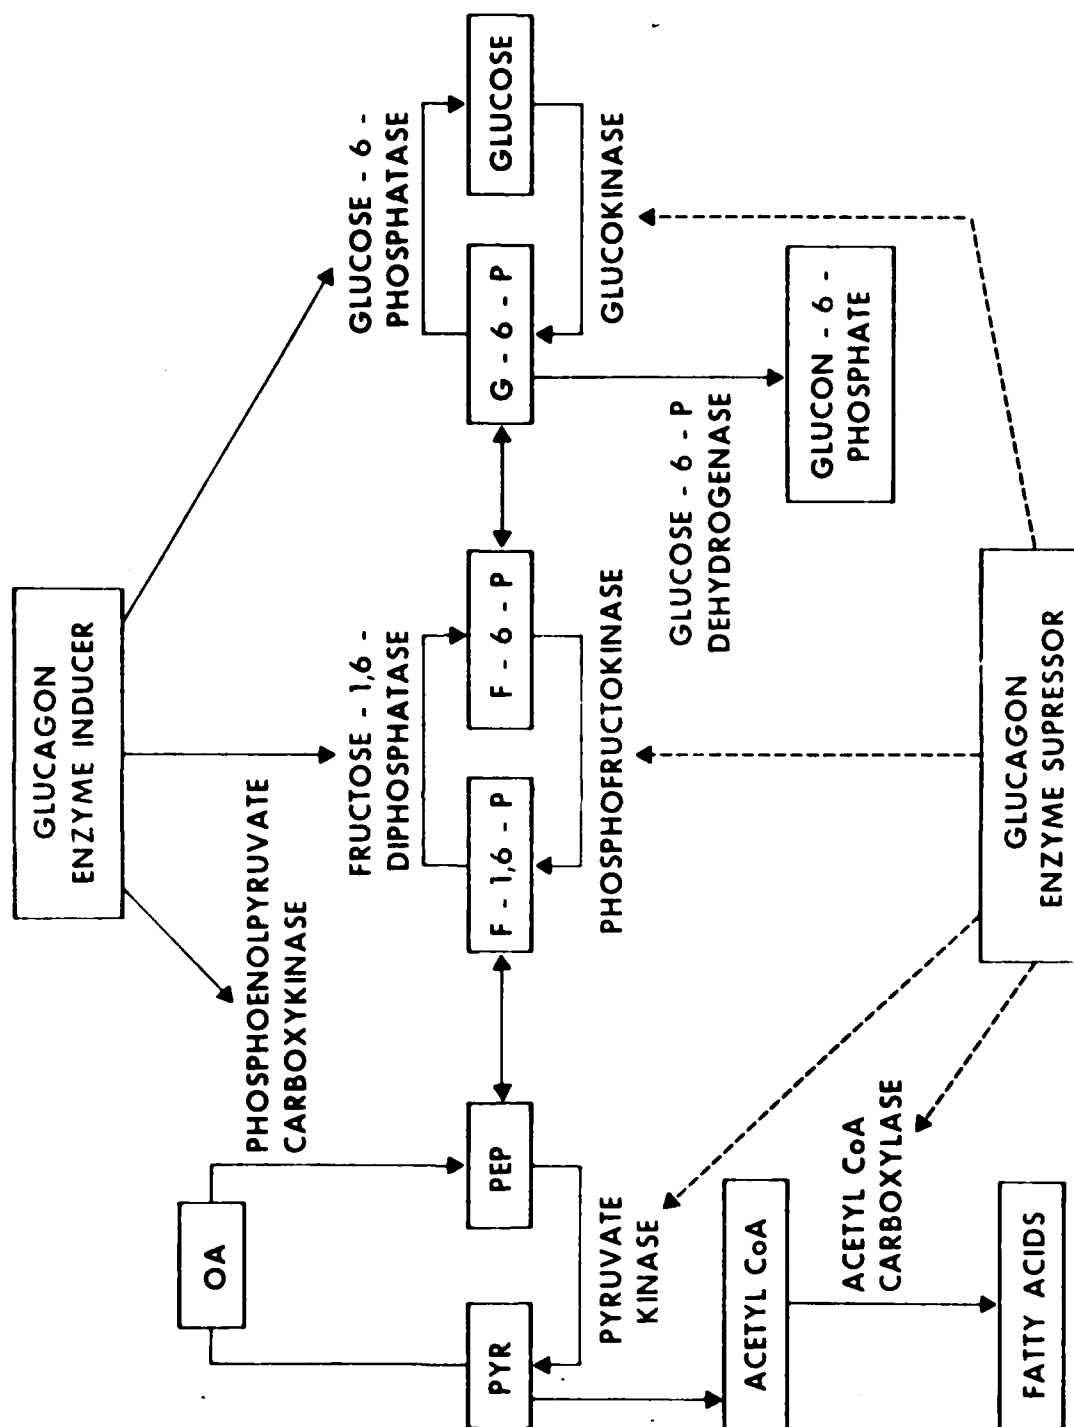 GLUCAGON
ENZYME INDUCER
PHOSPHOENOLPYRUVATE
CARBOXYKINASE
FRUCTOSE - 1,6 -
DIPHOSPHATASE
GLUCOSE - 6 -
PHOSPHATASE
OA
PYR
PEP
F - 1,6 - P
F - 6 - P
G - 6 - P
GLUCOSE
PYRUVATE
KINASE
PHOSPHOFRUCTOKINASE
GLUCOKINASE
GLUCOSE - 6 - P
DEHYDROGENASE
ACETYL CoA
GLUCON - 6 -
PHOSPHATE
ACETYL CoA
CARBOXYLASE
FATTY ACIDS
GLUCAGON
ENZYME SUPRESSOR